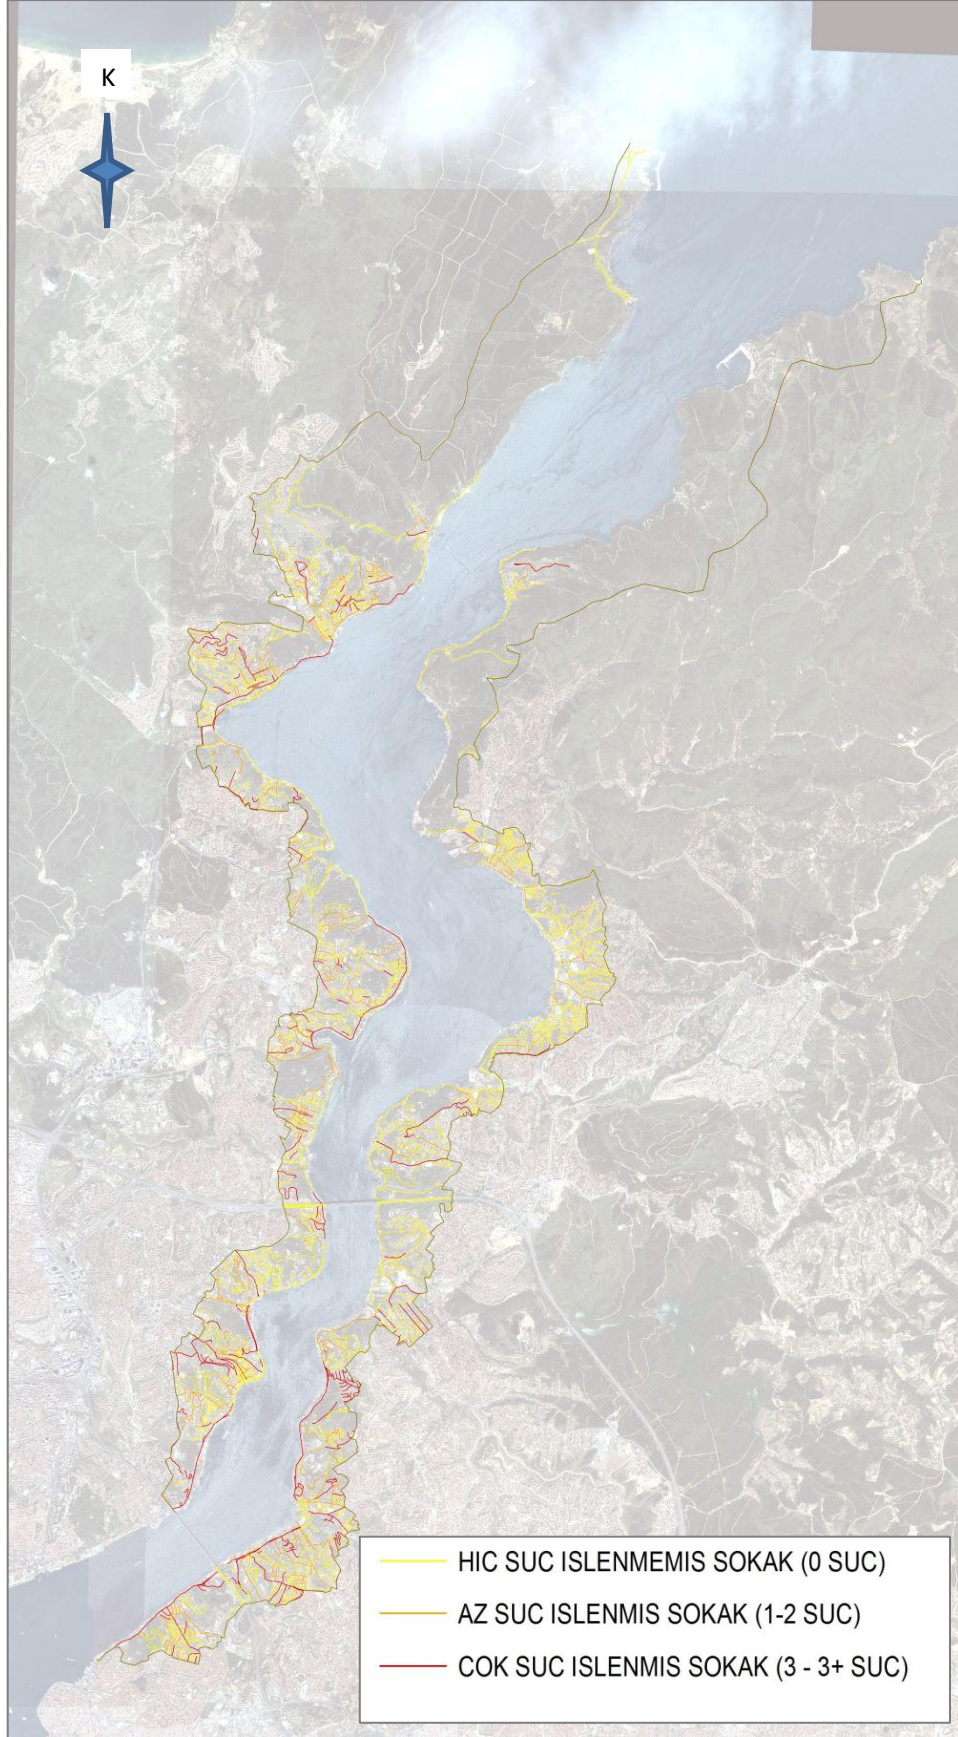 K
HIC SUC ISLENMEMIS SOKAK (0 SUC)
AZ SUC ISLENMIS SOKAK (1-2 SUC)
COK SUC ISLENMIS SOKAK (3 - 3+ SUC)